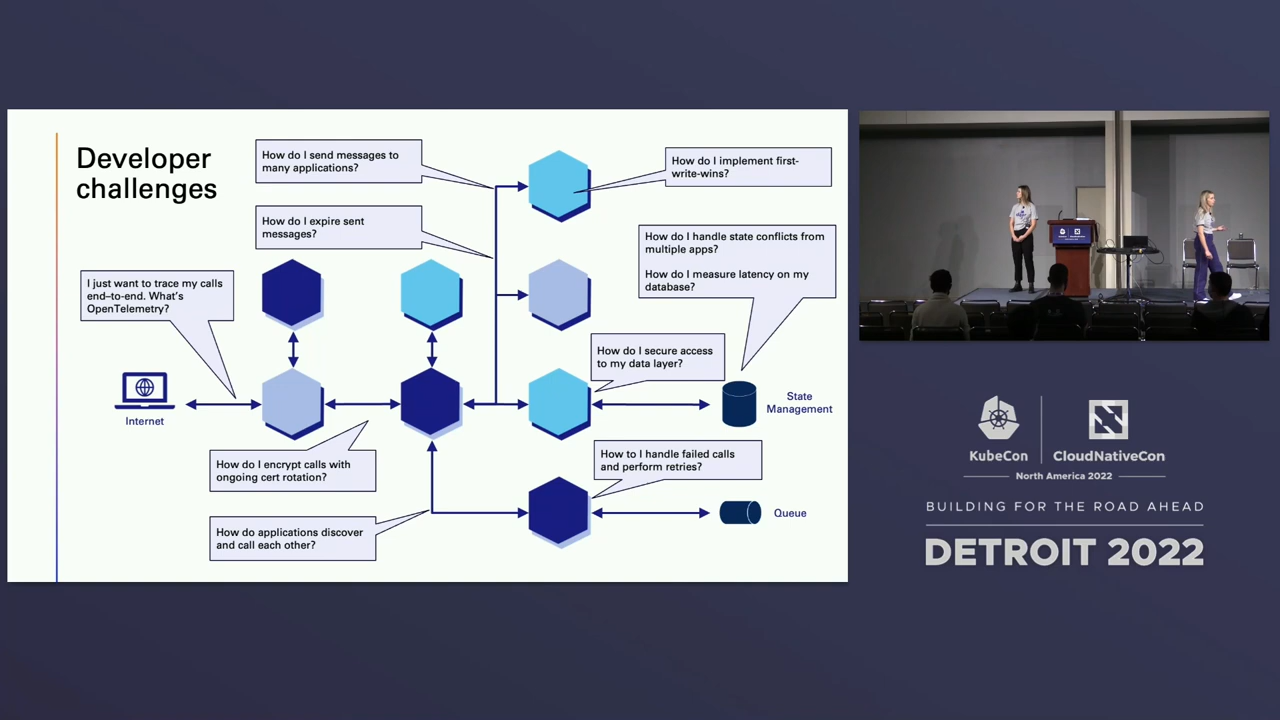 Developer
challenges
How do I send messages to
many applications?
How do I implement first-
write-wins?
How do I expire sent
messages?
How do I handle state conflicts from
multiple apps?
How do I measure latency on my
database?
I just want to trace my calls
end–to-end. What's
OpenTelemetry?
How do I secure access
to my data layer?
Internet
State
Management
How do I encrypt calls with
ongoing cert rotation?
How to I handle failed calls
and perform retries?
How do applications discover
and call each other?
Queue
KubeCon
CloudNativeCon
North America 2022
BUILDING FOR THE ROAD AHEAD
DETROIT 2022